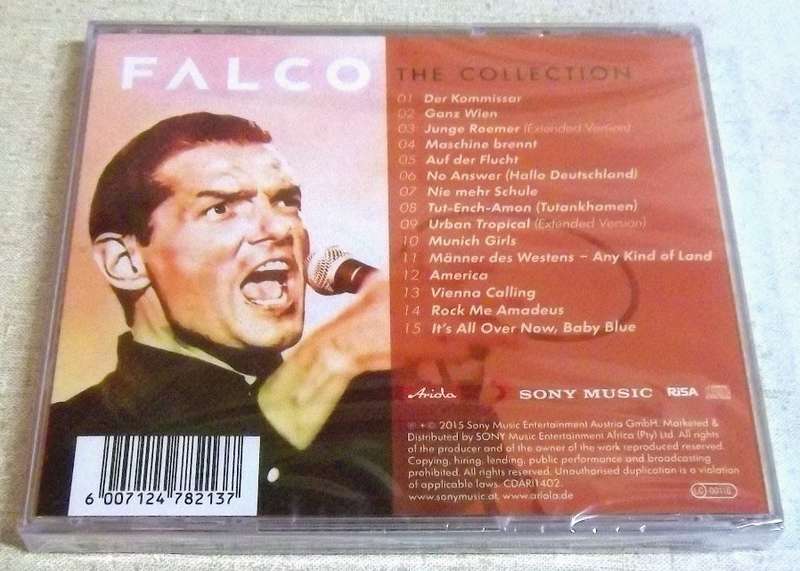 FALCO THE COLLECTION
01 Der Kommissar
02 Ganz Wien
03 Junge Roemer (Extended Version)
04 Maschine brennt
05 Auf der Flucht
06 No Answer (Hallo Deutschland)
07 Nie mehr Schule
08 Tut-Ench-Amon (Tutankhamen)
09 Urban Tropical (Extended Version)
10 Munich Girls
11 Männer des Westens – Any Kind of Land
12 America
13 Vienna Calling
14 Rock Me Amadeus
15 It's All Over Now, Baby Blue
Ariola SONY MUSIC RiSA
℗ + © 2015 Sony Music Entertainment Austria GmbH. Marketed &
Distributed by SONY Music Entertainment Africa (Pty) Ltd. All rights
of the producer and of the owner of the work reproduced reserved.
Copying, hiring, lending, public performance and broadcasting
prohibited. All rights reserved. Unauthorised duplication is a violation
of applicable laws. CDARI1402.
www.sonymusic.at, www.ariola.de
LC 00116
6 007124 782137